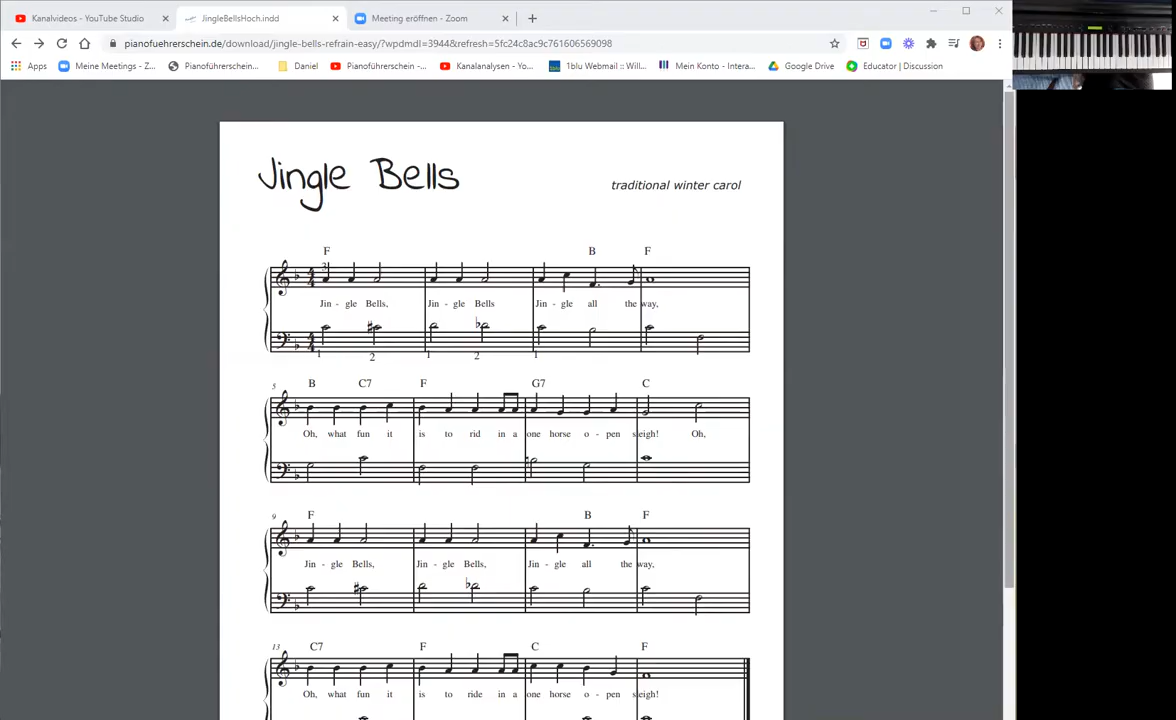 Kanalvideos - YouTube Studio
JingleBellsHoch.indd
Meeting eröffnen - Zoom
pianofuehrerschein.de/download/jingle-bells-refrain-easy/?wpdmdl=3944&refresh=5fc24c8ac9c761606569098
Apps Meine Meetings - Z... Pianoführerschein... Daniel Pianoführerschein -... Kanalanalysen - Yo... 1blu Webmail :: Will... Mein Konto - Intera... Google Drive Educator | Discussion
Jingle Bells
traditional winter carol
F B F
3
Jin - gle Bells, Jin - gle Bells Jin - gle all the way,
1 2 1 2 1
5 B C7 F G7 C
Oh, what fun it is to rid in a one horse o - pen sleigh! Oh,
9 F B F
Jin - gle Bells, Jin - gle Bells, Jin - gle all the way,
13 C7 F C F
Oh, what fun it is to ride in a one horse o - pen sleigh!